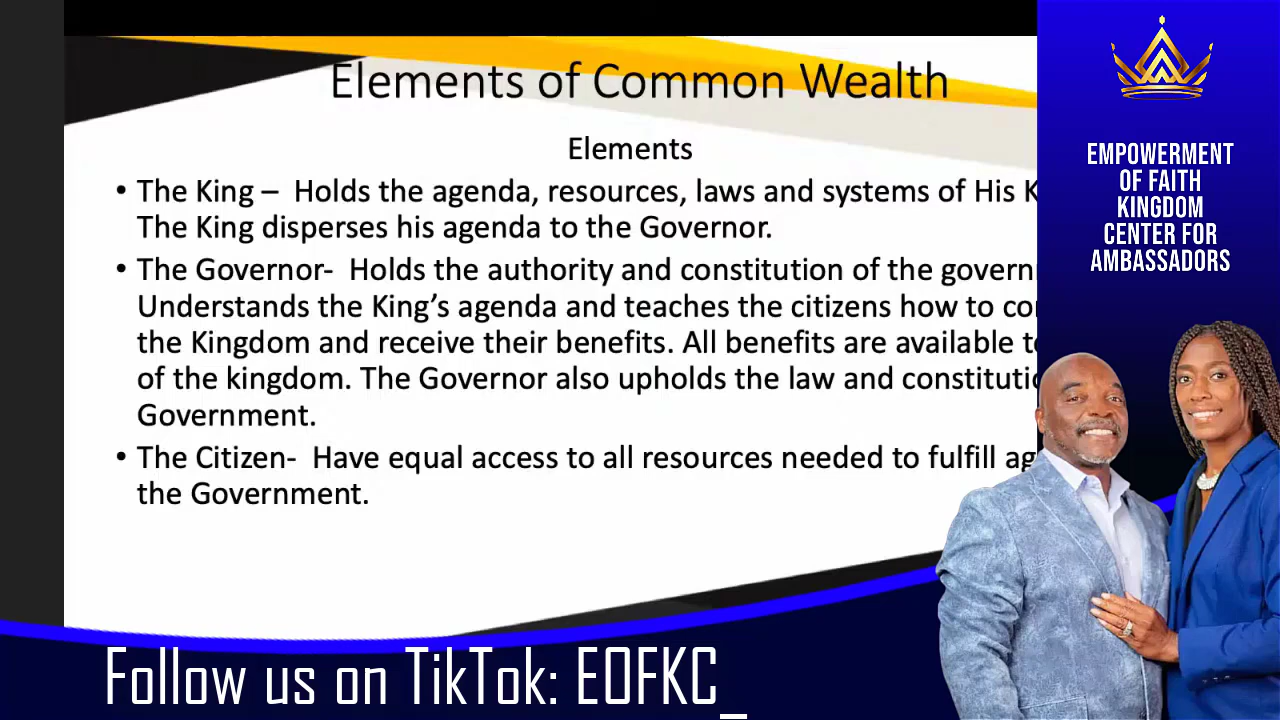 Elements of Common Wealth
Elements
• The King – Holds the agenda, resources, laws and systems of His
The King disperses his agenda to the Governor.
• The Governor- Holds the authority and constitution of the
Understands the King's agenda and teaches the citizens how to
the Kingdom and receive their benefits. All benefits are available
of the kingdom. The Governor also upholds the law and
Government.
• The Citizen- Have equal access to all resources needed to fulfill
the Government.
EMPOWERMENT
OF FAITH
KINGDOM
CENTER FOR
AMBASSADORS
Follow us on TikTok: EOFKC_